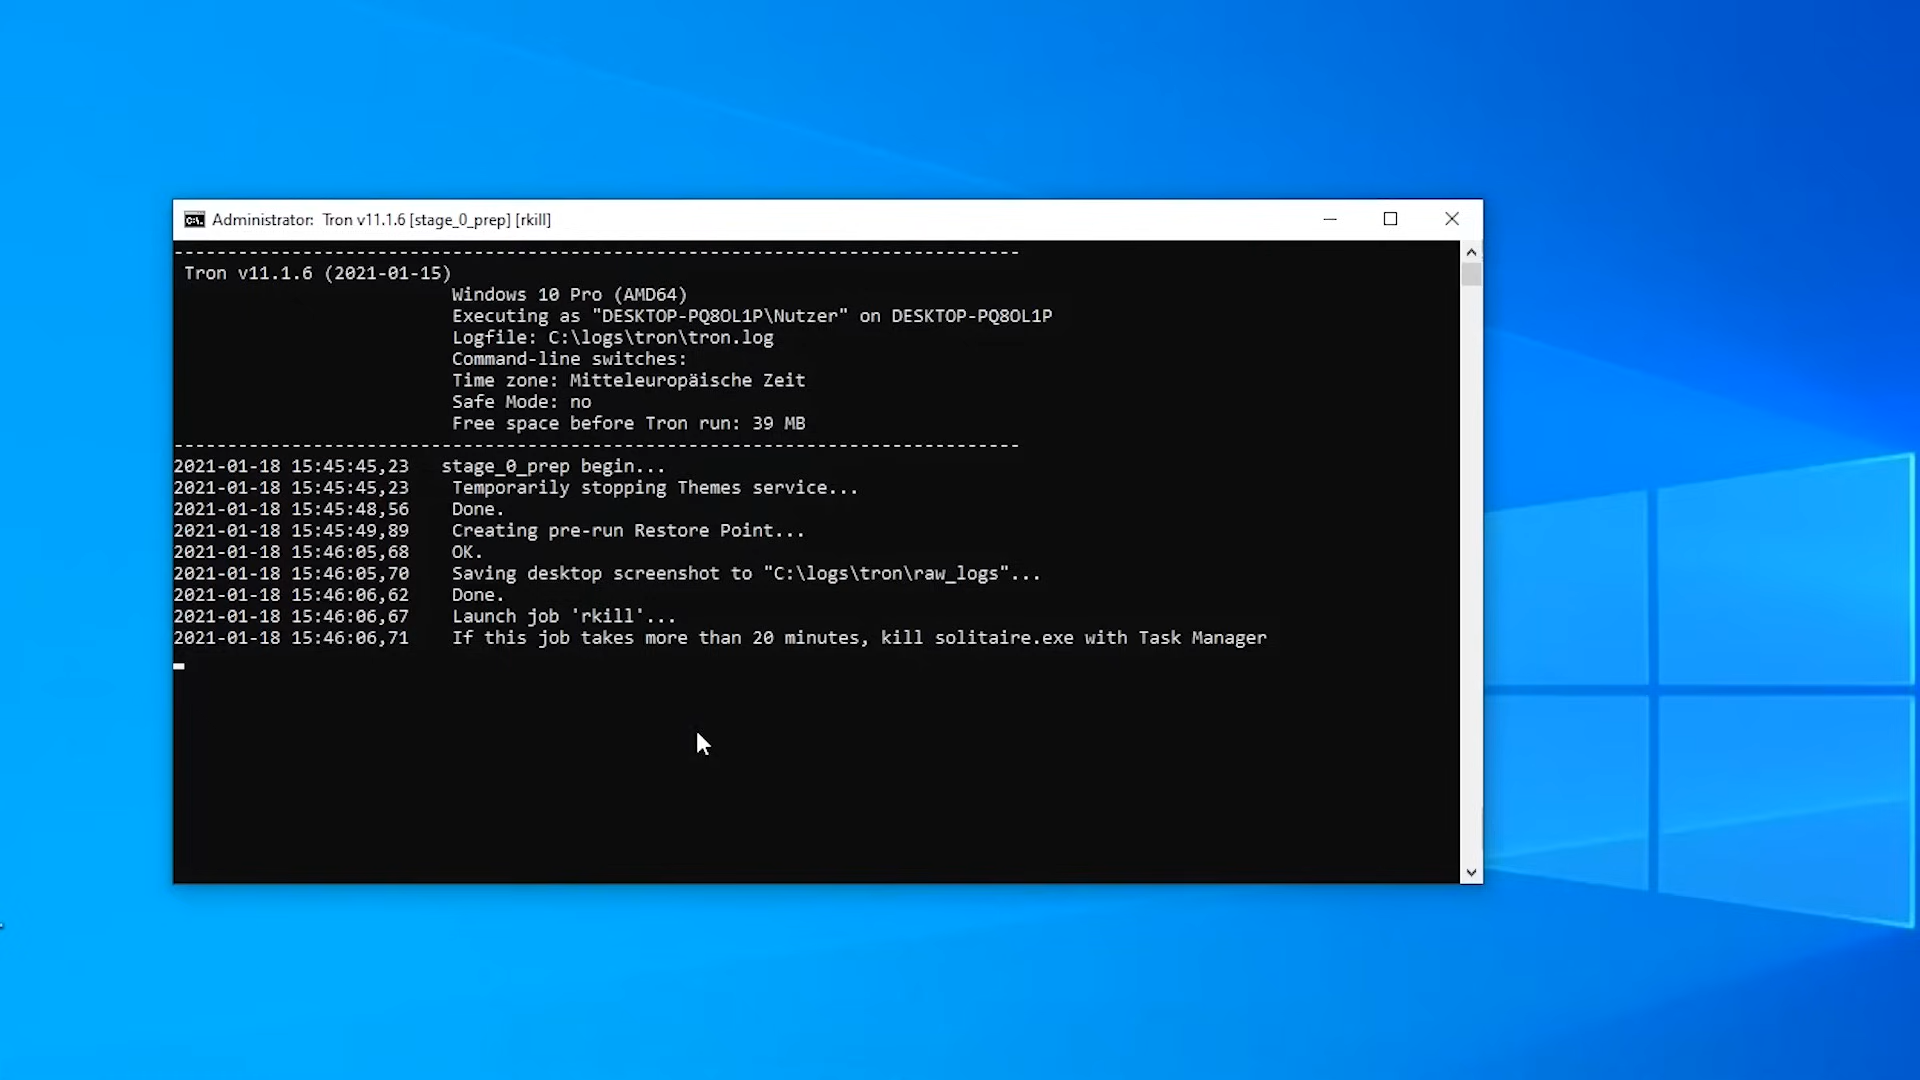 Administrator:  Tron v11.1.6 [stage_0_prep] [rkill]
-------------------------------------------------------------------------------
 Tron v11.1.6 (2021-01-15)
                          Windows 10 Pro (AMD64)
                          Executing as "DESKTOP-PQ8OL1P\Nutzer" on DESKTOP-PQ8OL1P
                          Logfile: C:\logs\tron\tron.log
                          Command-line switches:
                          Time zone: Mitteleuropäische Zeit
                          Safe Mode: no
                          Free space before Tron run: 39 MB
-------------------------------------------------------------------------------
2021-01-18 15:45:45,23   stage_0_prep begin...
2021-01-18 15:45:45,23    Temporarily stopping Themes service...
2021-01-18 15:45:48,56    Done.
2021-01-18 15:45:49,89    Creating pre-run Restore Point...
2021-01-18 15:46:05,68    OK.
2021-01-18 15:46:05,70    Saving desktop screenshot to "C:\logs\tron\raw_logs"...
2021-01-18 15:46:06,62    Done.
2021-01-18 15:46:06,67    Launch job 'rkill'...
2021-01-18 15:46:06,71    If this job takes more than 20 minutes, kill solitaire.exe with Task Manager